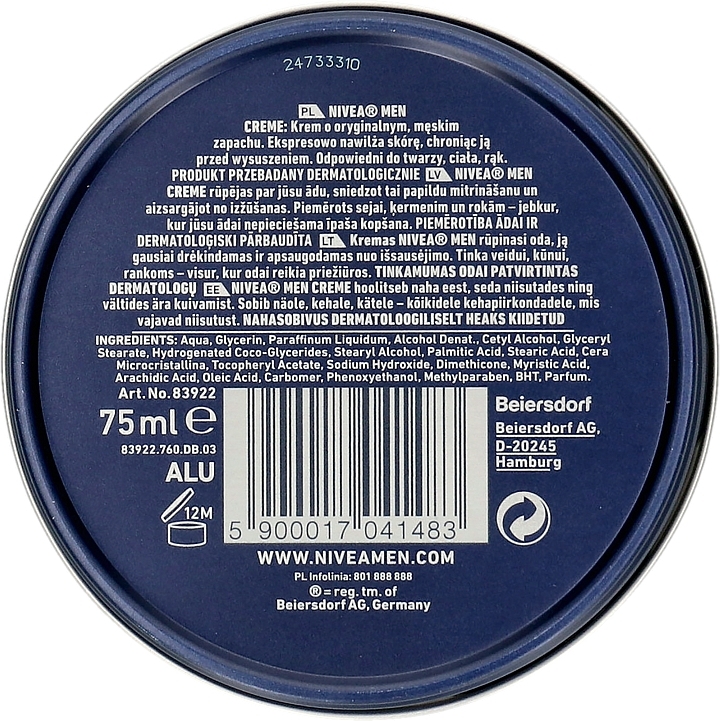 24733310
PL NIVEA® MEN
CREME: Krem o oryginalnym, męskim
zapachu. Ekspresowo nawilża skórę, chroniąc ją
przed wysuszeniem. Odpowiedni do twarzy, ciała, rąk.
PRODUKT PRZEBADANY DERMATOLOGICZNIE LV NIVEA® MEN
CREME rūpējas par jūsu ādu, sniedzot tai papildu mitrināšanu un
aizsargājot no izžūšanas. Piemērots sejai, ķermenim un rokām – jebkur,
kur jūsu ādai nepieciešama īpaša kopšana. PIEMĒROTĪBA ĀDAI IR
DERMATOLOĢISKI PĀRBAUDĪTA LT Kremas NIVEA® MEN rūpinasi oda, ją
gausiai drėkindamas ir apsaugodamas nuo išsausėjimo. Tinka veidui, kūnui,
rankoms – visur, kur odai reikia priežiūros. TINKAMUMAS ODAI PATVIRTINTAS
DERMATOLOGŲ EE NIVEA® MEN CREME hoolitseb naha eest, seda niisutades ning
vältides ära kuivamist. Sobib näole, kehale, kätele – kõikidele kehapiirkondadele, mis
vajavad niisutust. NAHASOBIVUS DERMATOLOOGILISELT HEAKS KIIDETUD
INGREDIENTS: Aqua, Glycerin, Paraffinum Liquidum, Alcohol Denat., Cetyl Alcohol, Glyceryl
Stearate, Hydrogenated Coco-Glycerides, Stearyl Alcohol, Palmitic Acid, Stearic Acid, Cera
Microcristallina, Tocopheryl Acetate, Sodium Hydroxide, Dimethicone, Myristic Acid,
Arachidic Acid, Oleic Acid, Carbomer, Phenoxyethanol, Methylparaben, BHT, Parfum.
Art. No. 83922
75 ml ℮
83922.760.DB.03
ALU
12M
Beiersdorf
Beiersdorf AG,
D-20245
Hamburg
5 900017 041483
WWW.NIVEAMEN.COM
PL Infolinia: 801 888 888
® = reg. tm. of
Beiersdorf AG, Germany